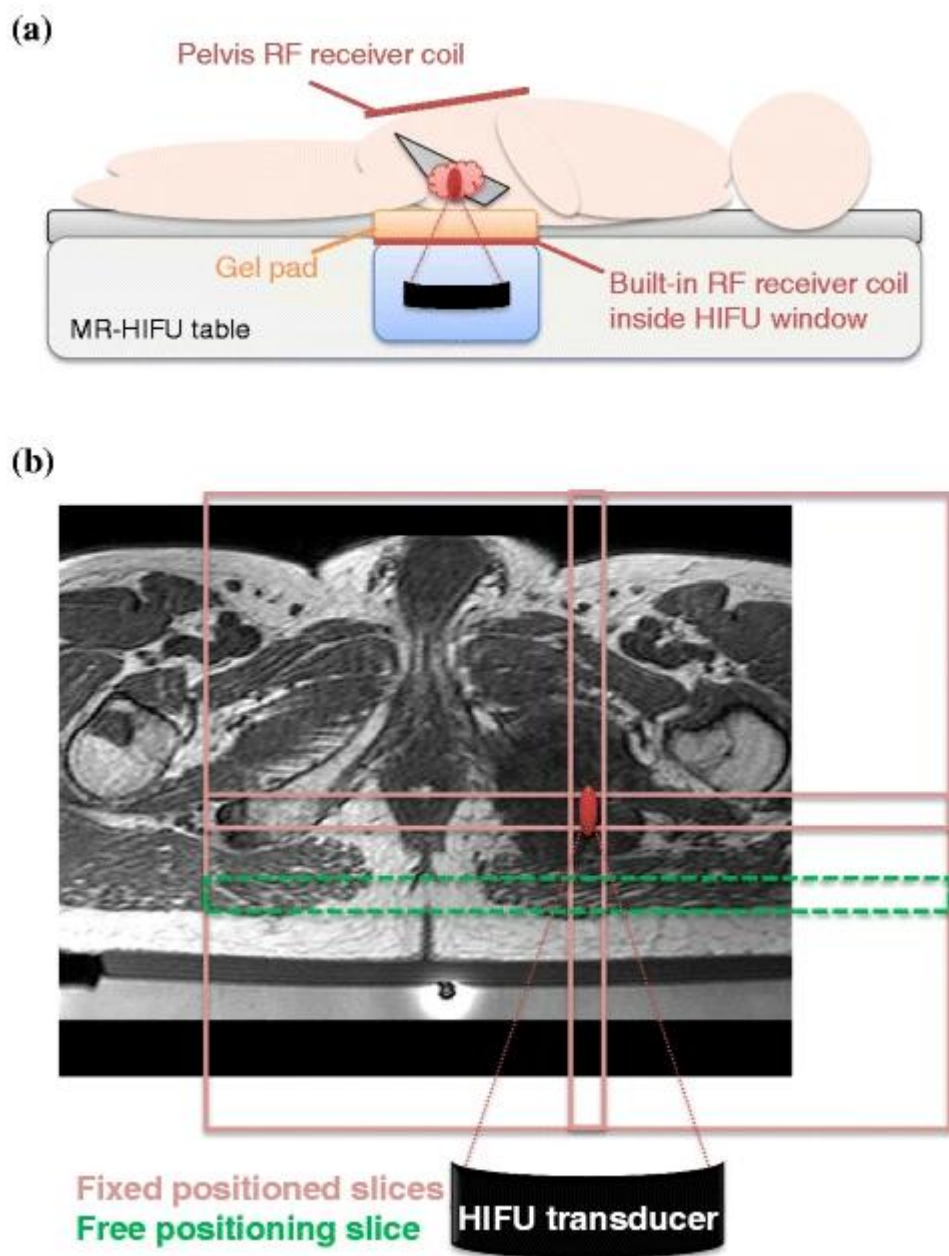 (a)
Pelvis RF receiver coil
Gel pad
Built-in RF receiver coil
inside HIFU window
MR-HIFU table
(b)
Fixed positioned slices
Free positioning slice
HIFU transducer